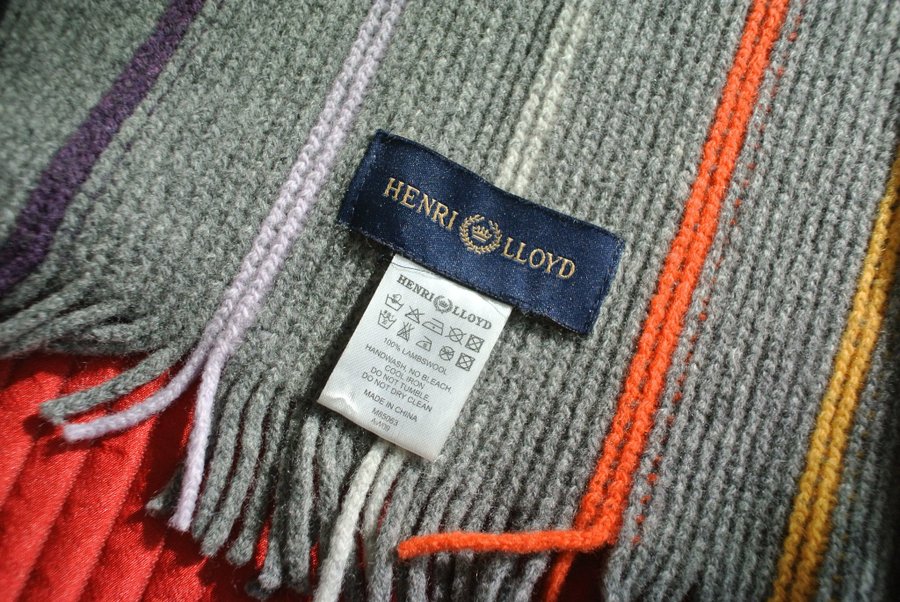 HENRI LLOYD
HENRI LLOYD
100% LAMBSWOOL
HANDWASH, NO BLEACH,
COOL IRON
DO NOT TUMBLE
DO NOT DRY CLEAN
MADE IN CHINA
M85063